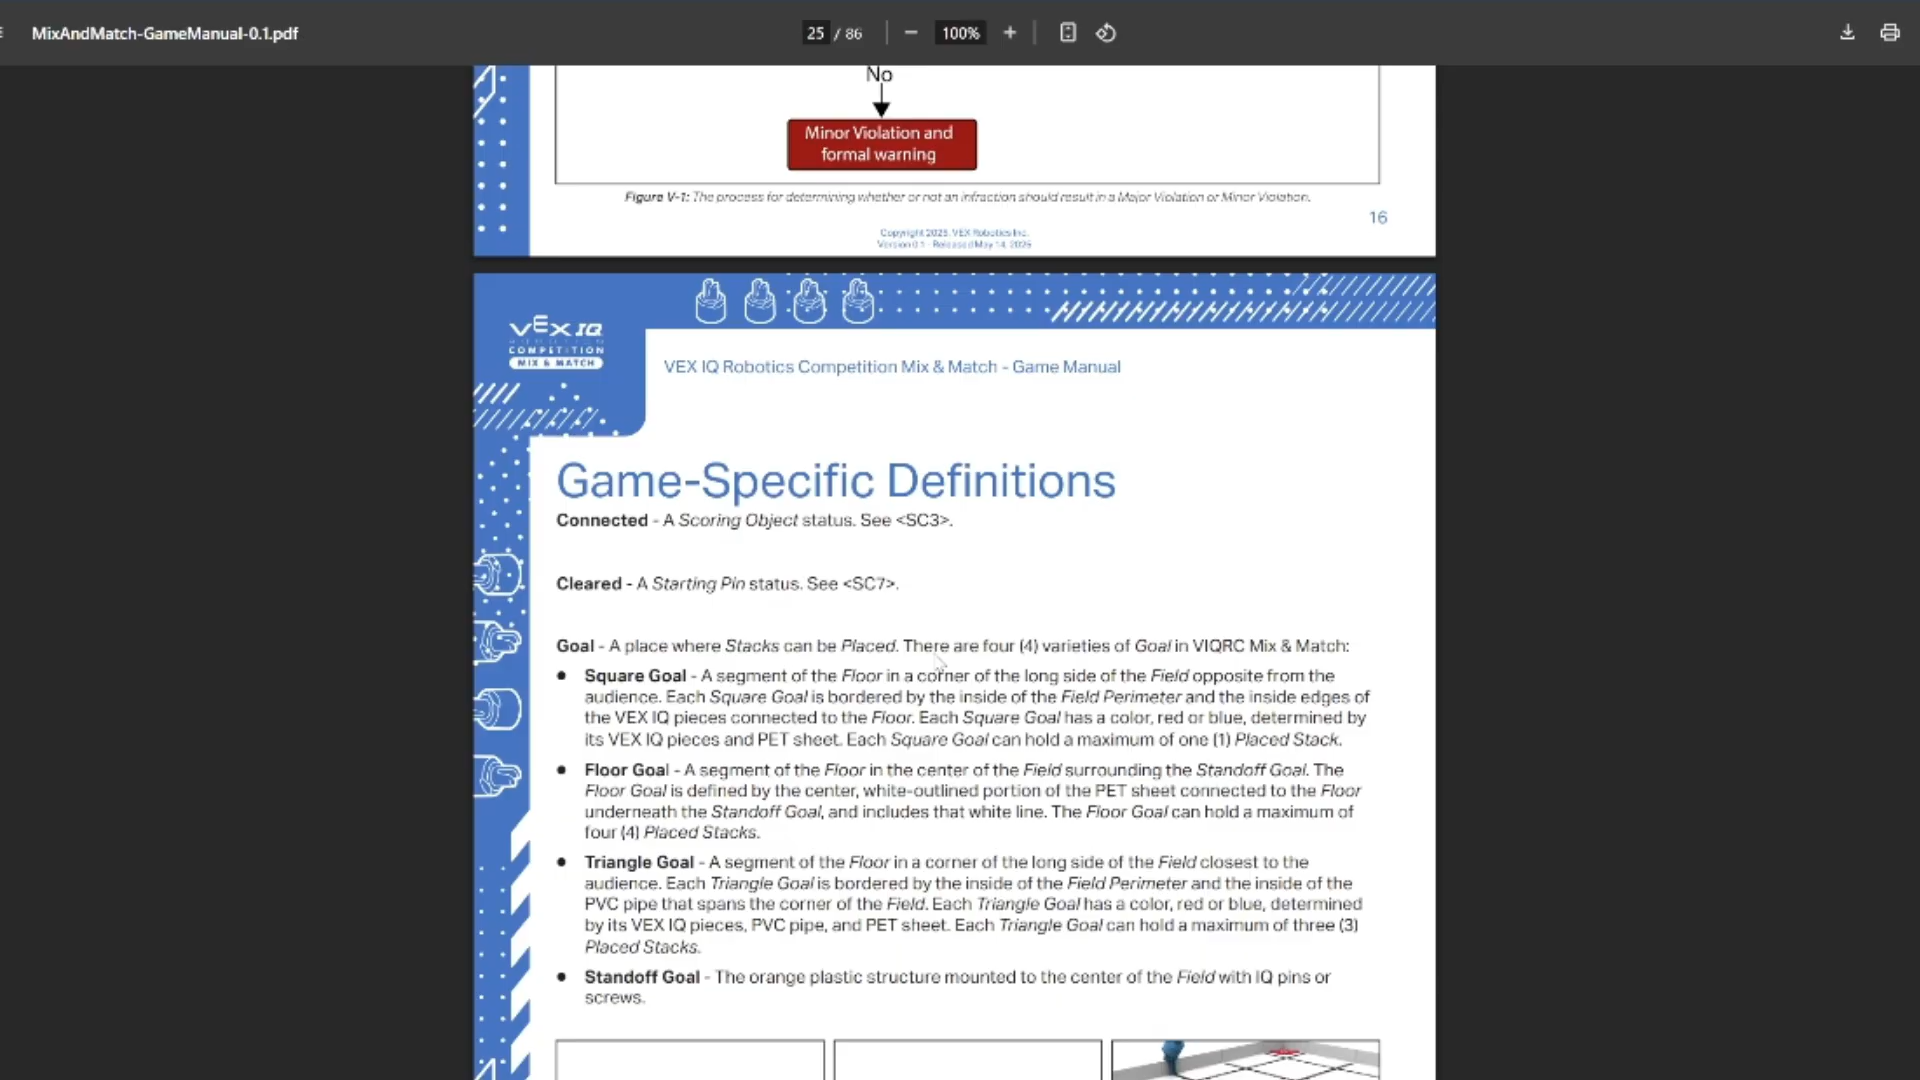 MixAndMatch-GameManual-0.1.pdf
25 / 86
100%
No
Minor Violation and
formal warning
Figure V-1: The process for determining whether or not an infraction should result in a Major Violation or Minor Violation.
16
Copyright 2025, VEX Robotics Inc.
Version 0.1 - Released May 14, 2025
VEX IQ
COMPETITION
MIX & MATCH
VEX IQ Robotics Competition Mix & Match - Game Manual
Game-Specific Definitions
Connected - A Scoring Object status. See <SC3>.
Cleared - A Starting Pin status. See <SC7>.
Goal - A place where Stacks can be Placed. There are four (4) varieties of Goal in VIQRC Mix & Match:
● Square Goal - A segment of the Floor in a corner of the long side of the Field opposite from the
audience. Each Square Goal is bordered by the inside of the Field Perimeter and the inside edges of
the VEX IQ pieces connected to the Floor. Each Square Goal has a color, red or blue, determined by
its VEX IQ pieces and PET sheet. Each Square Goal can hold a maximum of one (1) Placed Stack.
● Floor Goal - A segment of the Floor in the center of the Field surrounding the Standoff Goal. The
Floor Goal is defined by the center, white-outlined portion of the PET sheet connected to the Floor
underneath the Standoff Goal, and includes that white line. The Floor Goal can hold a maximum of
four (4) Placed Stacks.
● Triangle Goal - A segment of the Floor in a corner of the long side of the Field closest to the
audience. Each Triangle Goal is bordered by the inside of the Field Perimeter and the inside of the
PVC pipe that spans the corner of the Field. Each Triangle Goal has a color, red or blue, determined
by its VEX IQ pieces, PVC pipe, and PET sheet. Each Triangle Goal can hold a maximum of three (3)
Placed Stacks.
● Standoff Goal - The orange plastic structure mounted to the center of the Field with IQ pins or
screws.